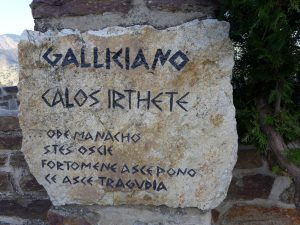 GALLICIANO
CALOS IRTHETE
ODE MANACHO
STES OSCIE
FORTOMENE ASCE PONO
CE ASCE TRAGUDIA